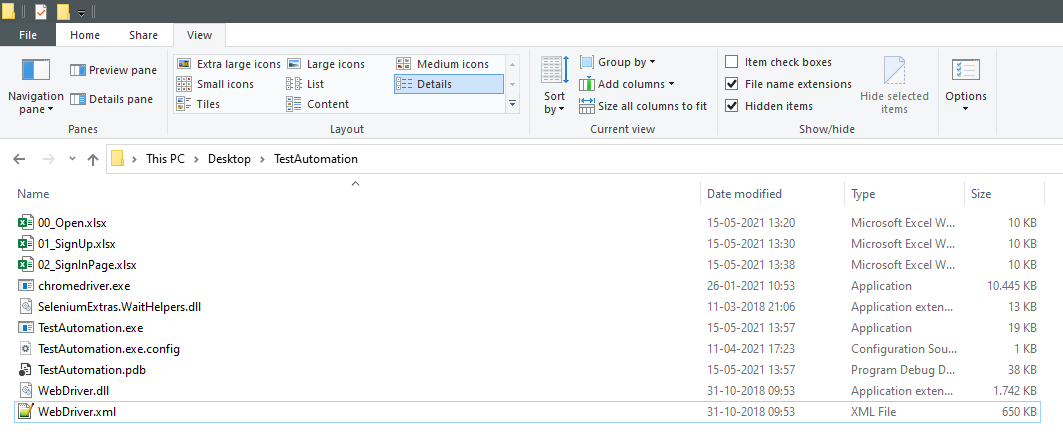 File Home Share View
Extra large icons Large icons Medium icons
Preview pane
Small icons List Details
Details pane
Tiles Content
Navigation pane
Panes
Layout
Sort by
Group by
Add columns
Size all columns to fit
Current view
Item check boxes
File name extensions
Hidden items
Hide selected items
Show/hide
Options
This PC > Desktop > TestAutomation
Name Date modified Type Size
00_Open.xlsx 15-05-2021 13:20 Microsoft Excel W... 10 KB
01_SignUp.xlsx 15-05-2021 13:30 Microsoft Excel W... 10 KB
02_SignInPage.xlsx 15-05-2021 13:38 Microsoft Excel W... 10 KB
chromedriver.exe 26-01-2021 10:53 Application 10.445 KB
SeleniumExtras.WaitHelpers.dll 11-03-2018 21:06 Application exten... 13 KB
TestAutomation.exe 15-05-2021 13:57 Application 19 KB
TestAutomation.exe.config 11-04-2021 17:23 Configuration Sou... 1 KB
TestAutomation.pdb 15-05-2021 13:57 Program Debug D... 38 KB
WebDriver.dll 31-10-2018 09:53 Application exten... 1.742 KB
WebDriver.xml 31-10-2018 09:53 XML File 650 KB